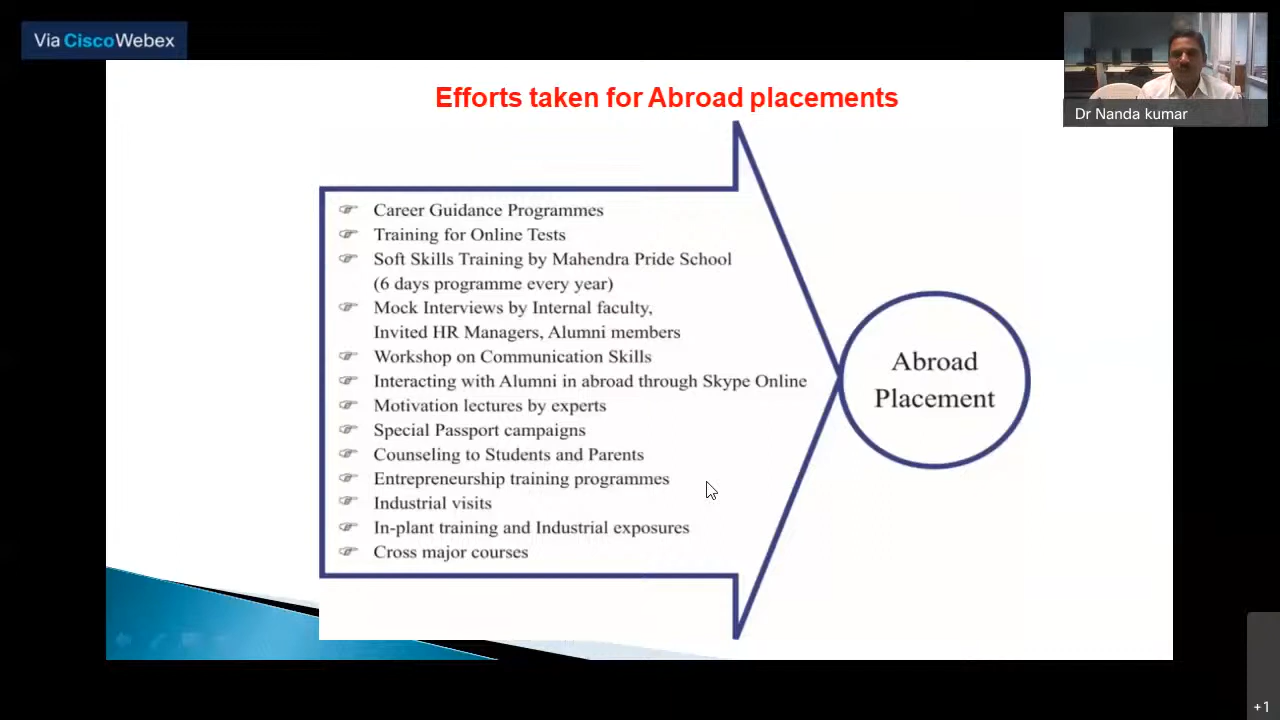 Via CiscoWebex
Efforts taken for Abroad placements
Dr Nanda kumar
Career Guidance Programmes
Training for Online Tests
Soft Skills Training by Mahendra Pride School
(6 days programme every year)
Mock Interviews by Internal faculty,
Invited HR Managers, Alumni members
Workshop on Communication Skills
Interacting with Alumni in abroad through Skype Online
Motivation lectures by experts
Special Passport campaigns
Counseling to Students and Parents
Entrepreneurship training programmes
Industrial visits
In-plant training and Industrial exposures
Cross major courses
Abroad
Placement
+1